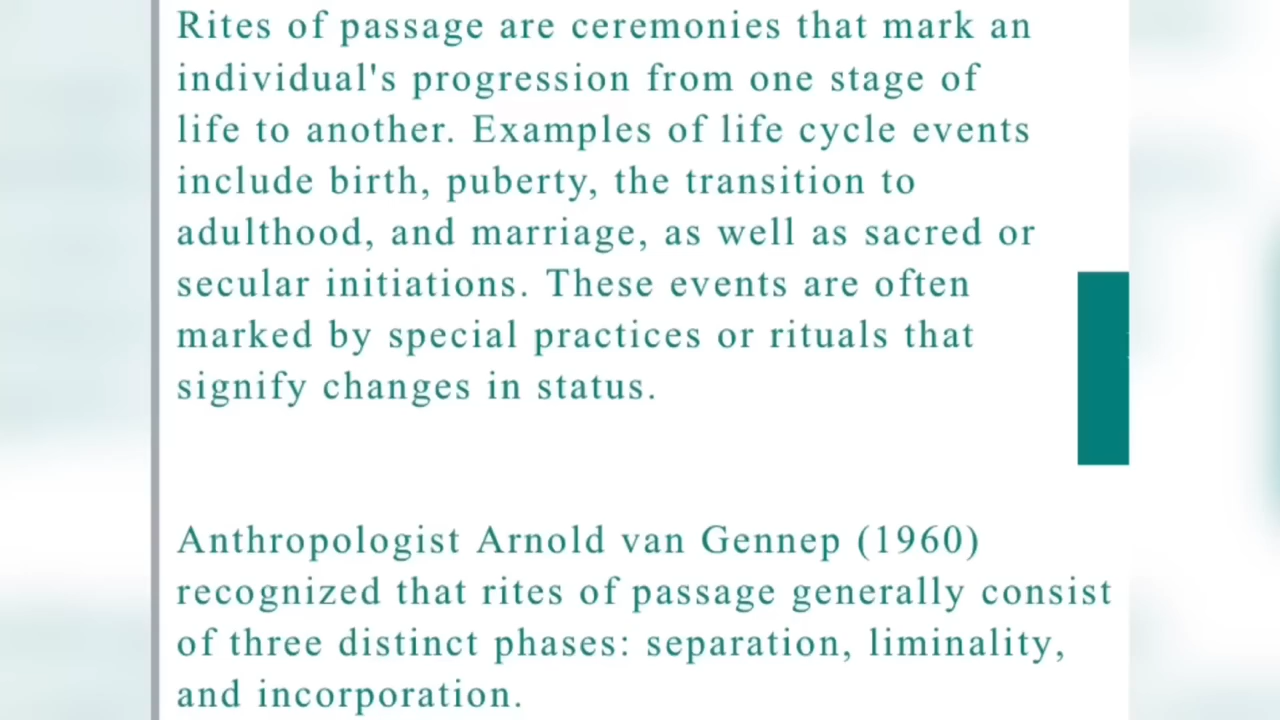 Rites of passage are ceremonies that mark an
individual's progression from one stage of
life to another. Examples of life cycle events
include birth, puberty, the transition to
adulthood, and marriage, as well as sacred or
secular initiations. These events are often
marked by special practices or rituals that
signify changes in status.
Anthropologist Arnold van Gennep (1960)
recognized that rites of passage generally consist
of three distinct phases: separation, liminality,
and incorporation.